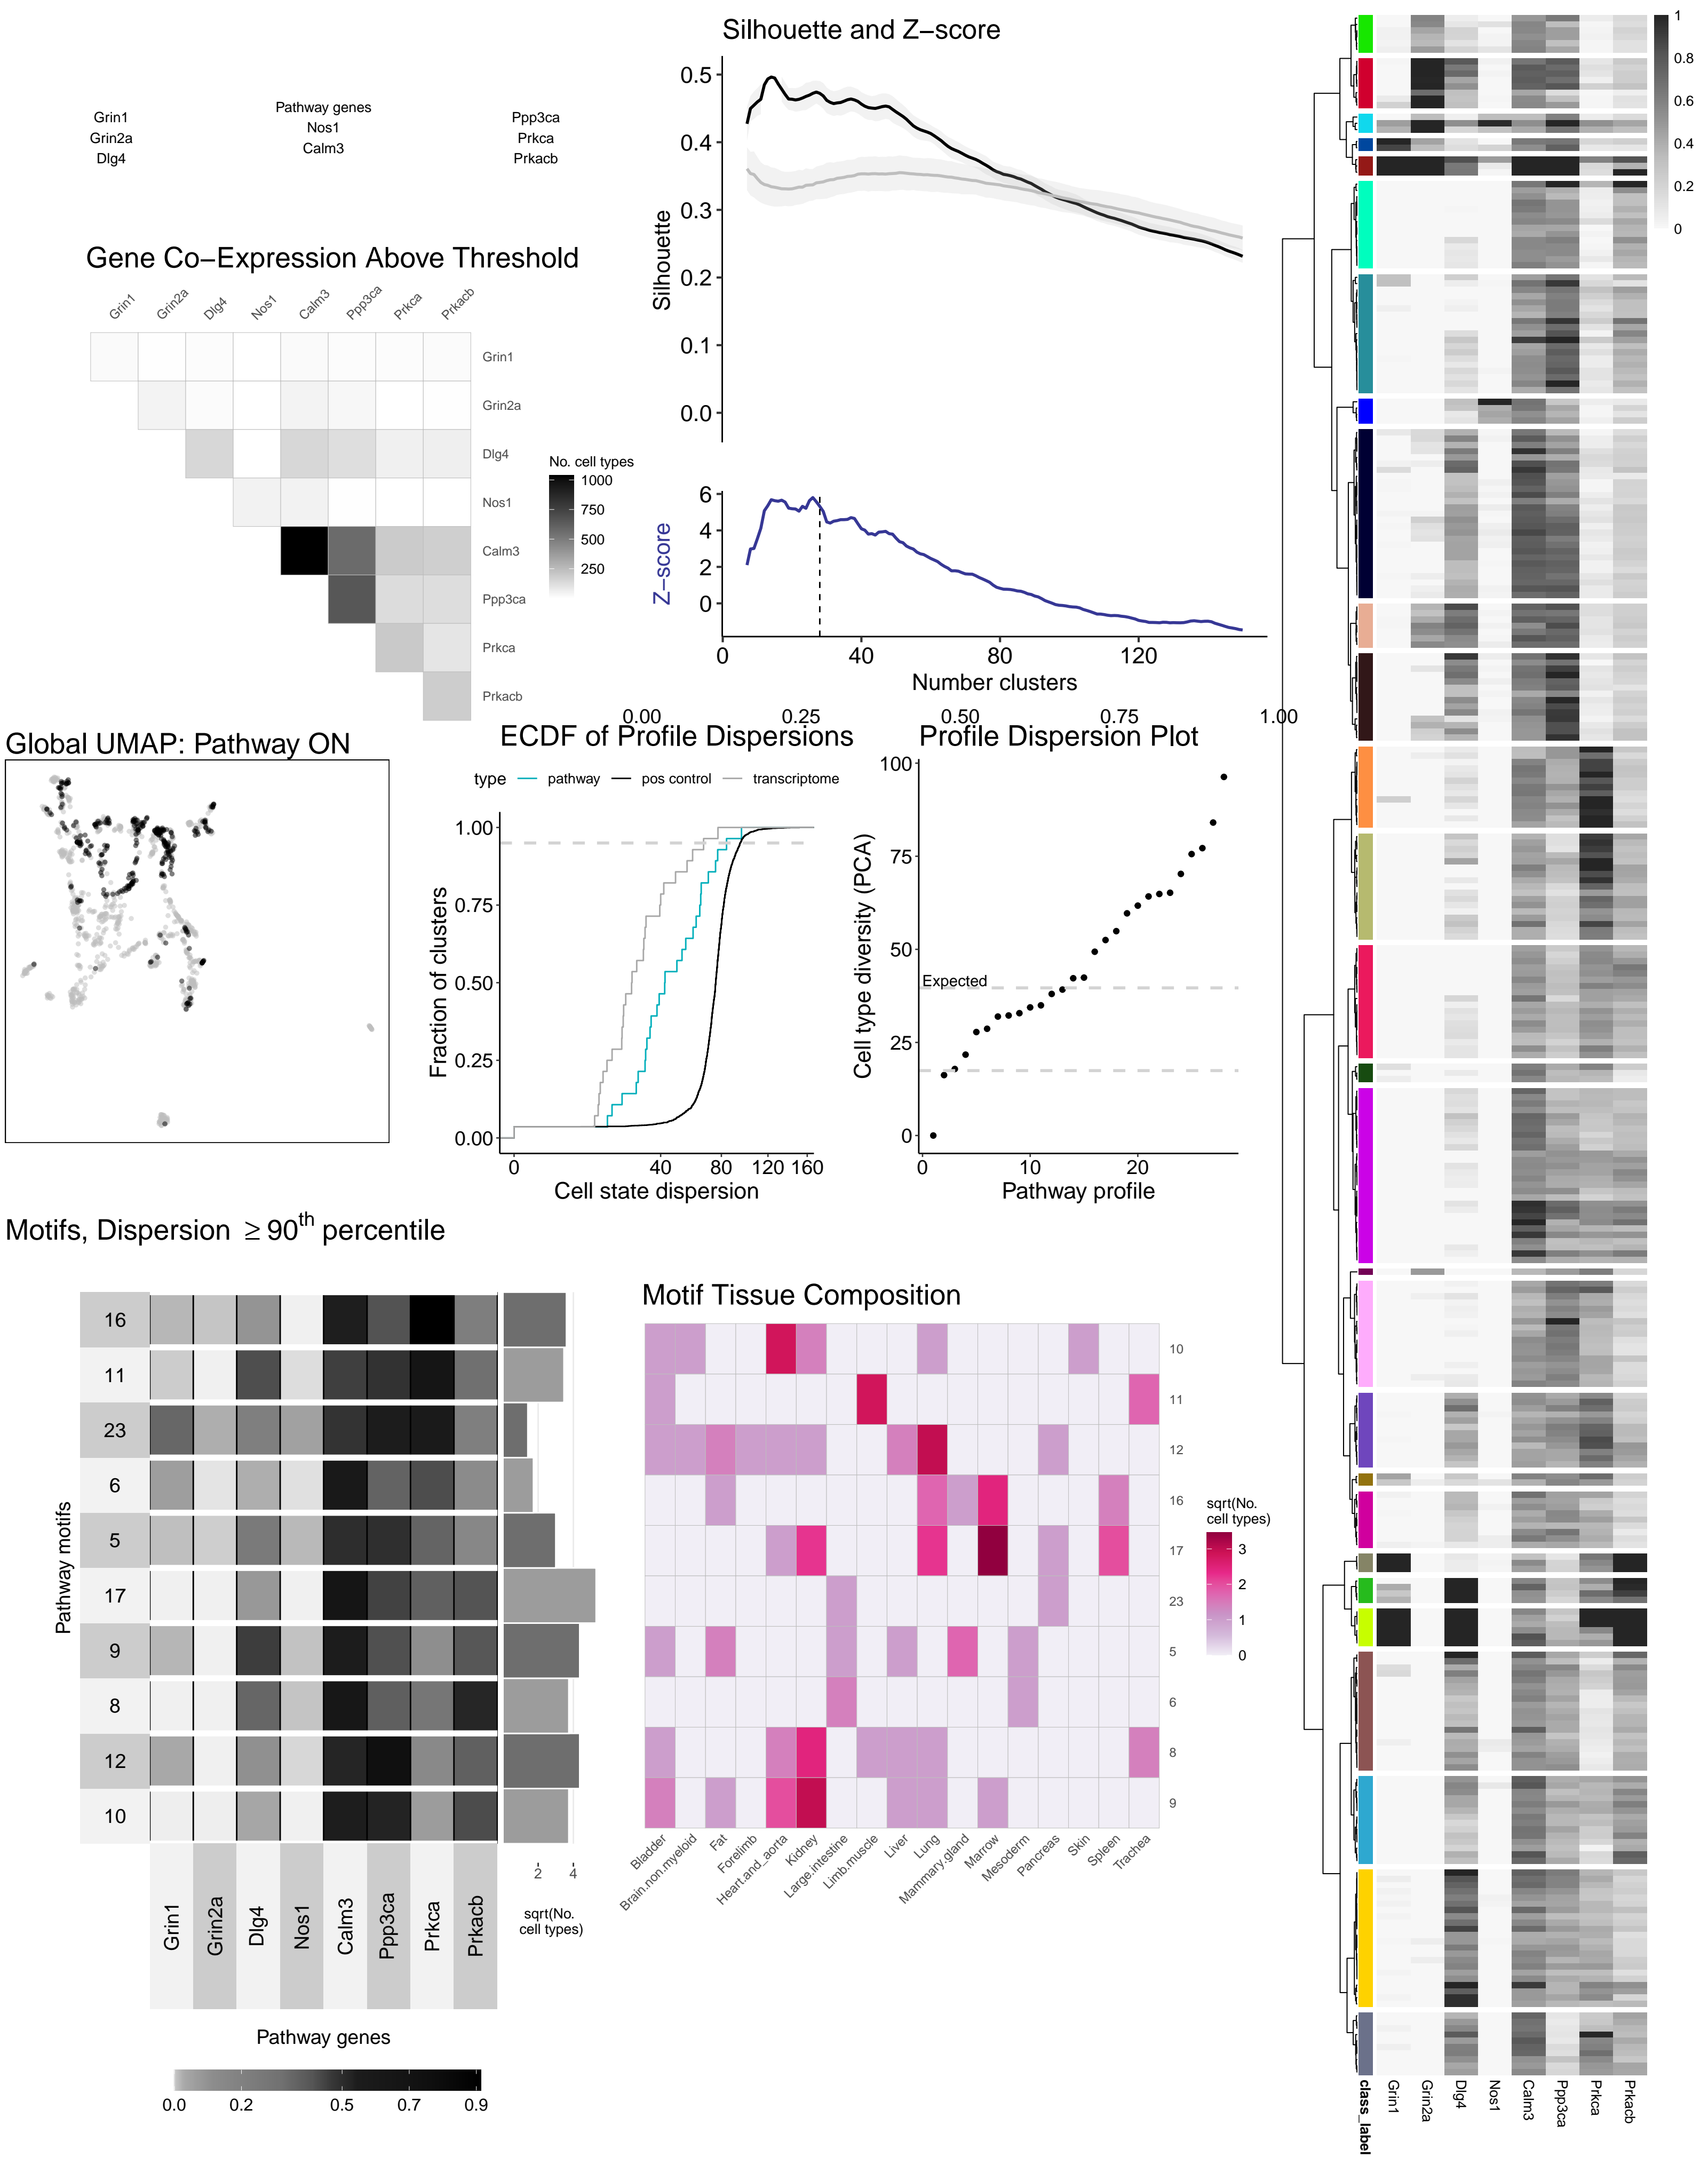 Silhouette and Z−score
Pathway genes
Grin1
Grin2a
Dlg4
Nos1
Calm3
Ppp3ca
Prkca
Prkacb
0.5
0.4
0.3
0.2
0.1
0.0
Silhouette
6
4
2
0
Z−score
0
40
80
120
Number clusters
Gene Co−Expression Above Threshold
Grin1
Grin2a
Dlg4
Nos1
Calm3
Ppp3ca
Prkca
Prkacb
Grin1
Grin2a
Dlg4
Nos1
Calm3
Ppp3ca
Prkca
Prkacb
No. cell types
1000
750
500
250
0.00
0.25
0.50
0.75
1.00
Global UMAP: Pathway ON
ECDF of Profile Dispersions
type
pathway
pos control
transcriptome
1.00
0.75
0.50
0.25
0.00
Fraction of clusters
0
40
80
120
160
Cell state dispersion
Profile Dispersion Plot
100
75
50
25
0
Cell type diversity (PCA)
Expected
0
10
20
Pathway profile
Motifs, Dispersion ≥ 90th percentile
Pathway motifs
16
11
23
6
5
17
9
8
12
10
Grin1
Grin2a
Dlg4
Nos1
Calm3
Ppp3ca
Prkca
Prkacb
2
4
sqrt(No.
cell types)
Pathway genes
0.0
0.2
0.5
0.7
0.9
Motif Tissue Composition
10
11
12
16
17
23
5
6
8
9
Bladder
Brain.non.myeloid
Fat
Forelimb
Heart.and_aorta
Kidney
Large.intestine
Limb.muscle
Liver
Lung
Mammary.gland
Marrow
Mesoderm
Pancreas
Skin
Spleen
Trachea
sqrt(No.
cell types)
3
2
1
0
1
0.8
0.6
0.4
0.2
0
class_label
Grin1
Grin2a
Dlg4
Nos1
Calm3
Ppp3ca
Prkca
Prkacb